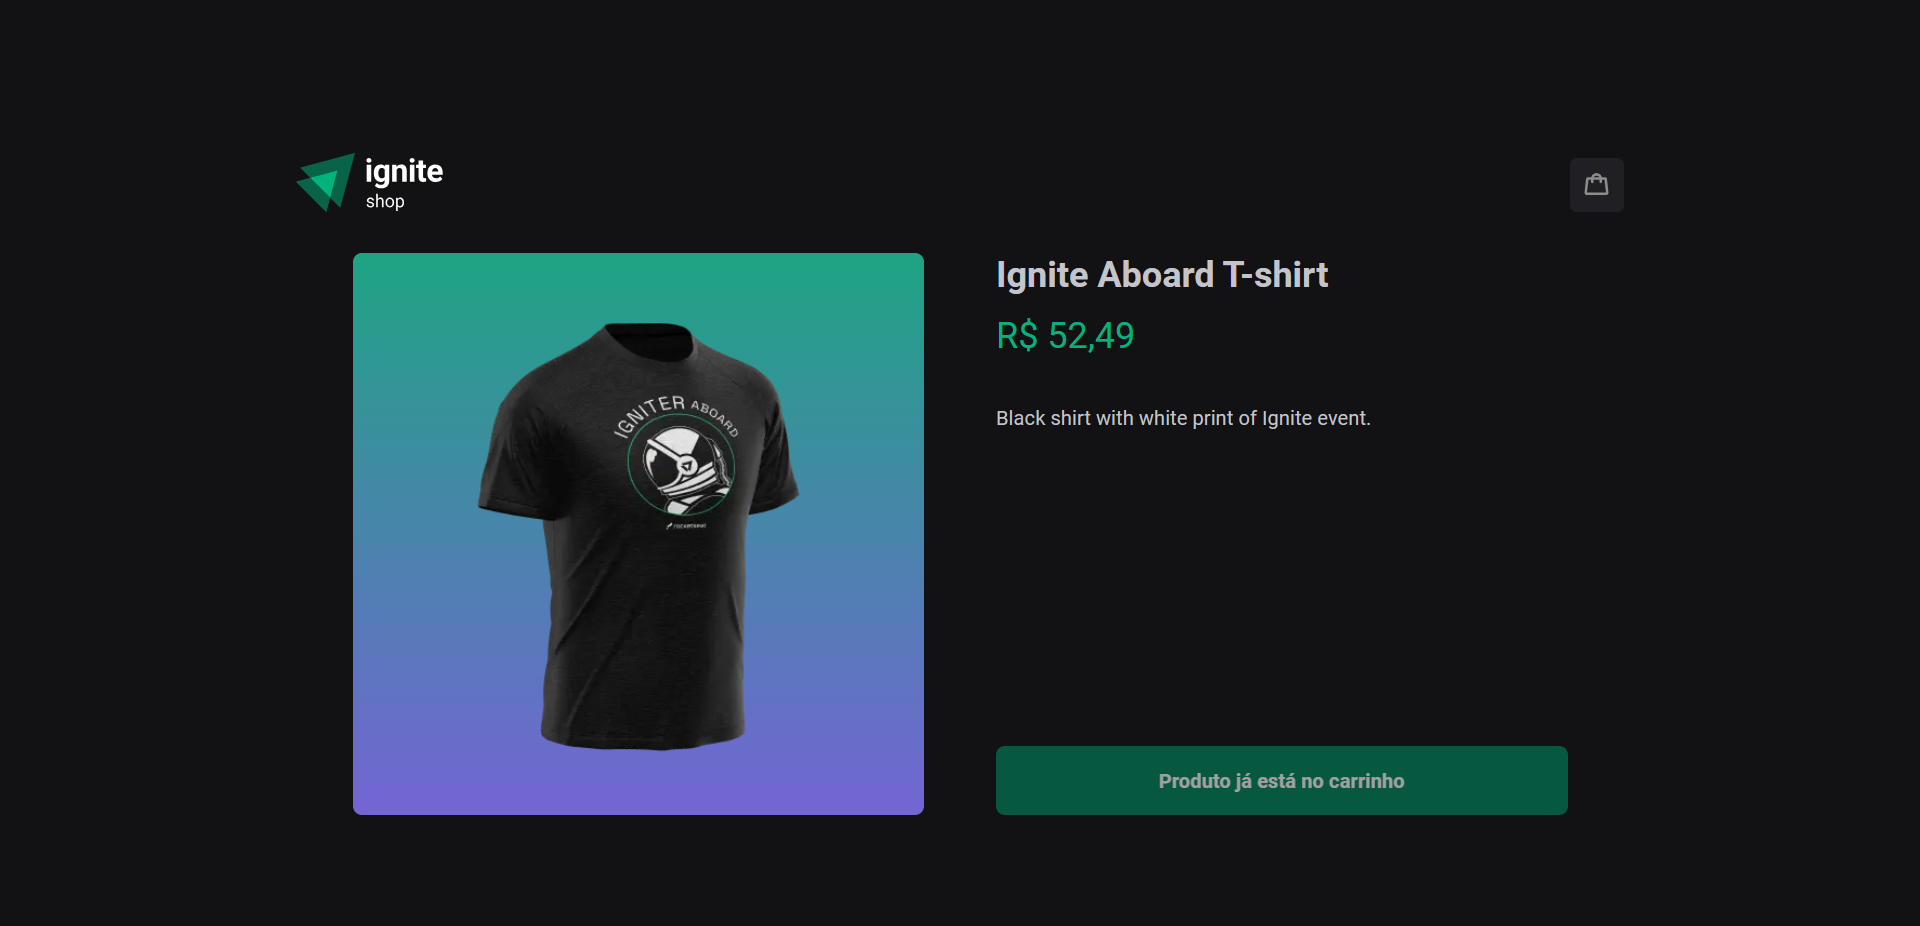 ignite
shop
Ignite Aboard T-shirt
R$ 52,49
Black shirt with white print of Ignite event.
IGNITER ABOARD
rocketseat
Produto já está no carrinho